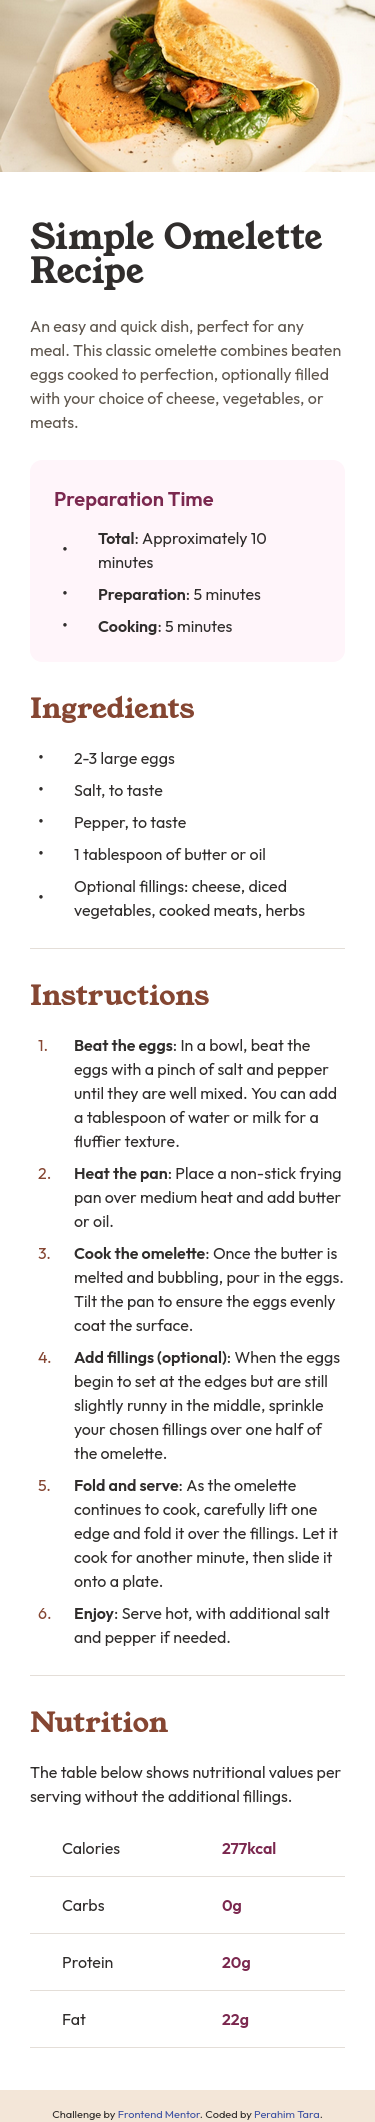 Simple Omelette
Recipe
An easy and quick dish, perfect for any
meal. This classic omelette combines beaten
eggs cooked to perfection, optionally filled
with your choice of cheese, vegetables, or
meats.
Preparation Time
• Total: Approximately 10
minutes
• Preparation: 5 minutes
• Cooking: 5 minutes
Ingredients
• 2-3 large eggs
• Salt, to taste
• Pepper, to taste
• 1 tablespoon of butter or oil
• Optional fillings: cheese, diced
vegetables, cooked meats, herbs
Instructions
1. Beat the eggs: In a bowl, beat the
eggs with a pinch of salt and pepper
until they are well mixed. You can add
a tablespoon of water or milk for a
fluffier texture.
2. Heat the pan: Place a non-stick frying
pan over medium heat and add butter
or oil.
3. Cook the omelette: Once the butter is
melted and bubbling, pour in the eggs.
Tilt the pan to ensure the eggs evenly
coat the surface.
4. Add fillings (optional): When the eggs
begin to set at the edges but are still
slightly runny in the middle, sprinkle
your chosen fillings over one half of
the omelette.
5. Fold and serve: As the omelette
continues to cook, carefully lift one
edge and fold it over the fillings. Let it
cook for another minute, then slide it
onto a plate.
6. Enjoy: Serve hot, with additional salt
and pepper if needed.
Nutrition
The table below shows nutritional values per
serving without the additional fillings.
Calories 277kcal
Carbs 0g
Protein 20g
Fat 22g
Challenge by Frontend Mentor. Coded by Perahim Tara.